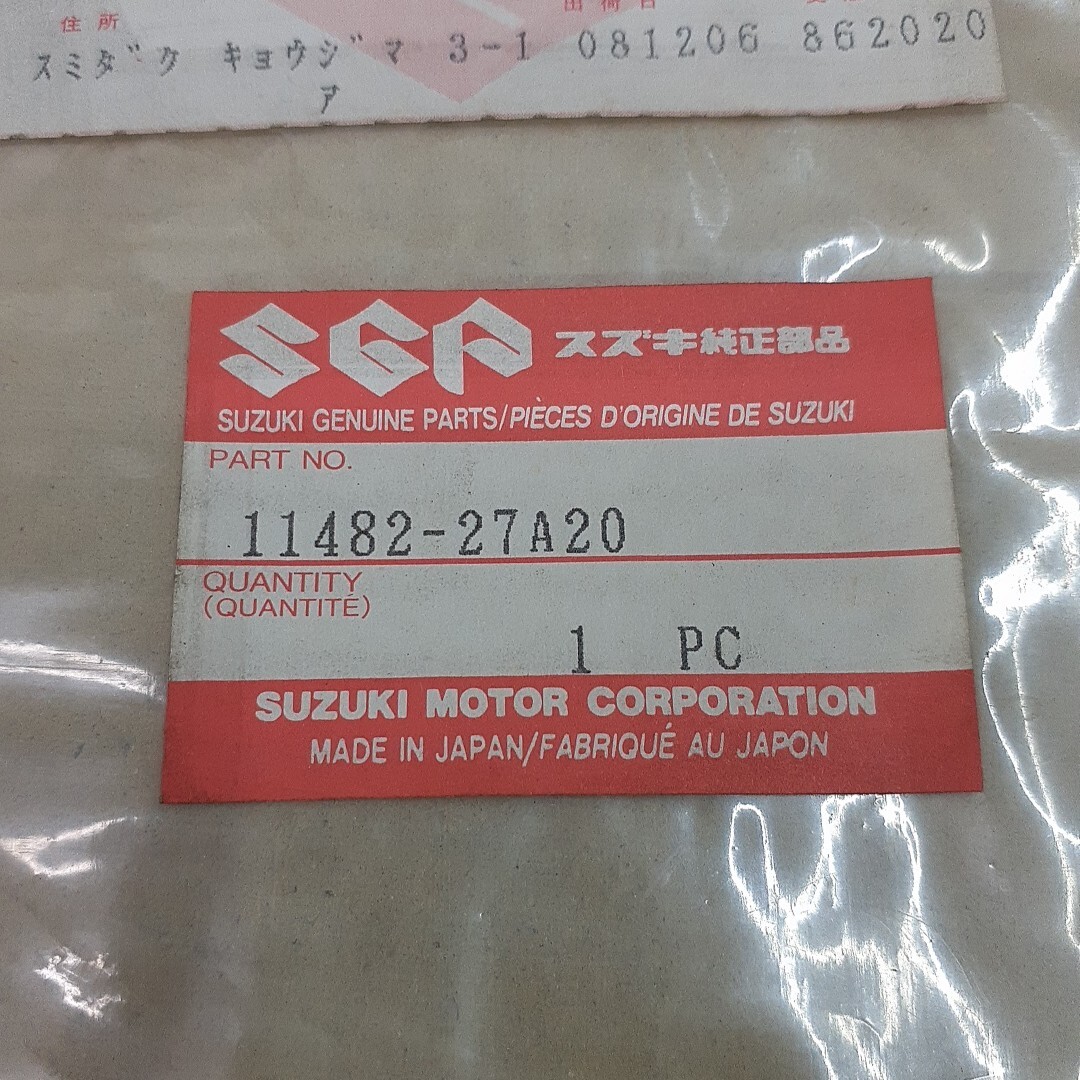 住所
スミダク キョウジマ 3-1 081206 862020
ア
SGP スズキ純正部品
SUZUKI GENUINE PARTS/PIÈCES D'ORIGINE DE SUZUKI
PART NO.
11482-27A20
QUANTITY
(QUANTITÉ)
1 PC
SUZUKI MOTOR CORPORATION
MADE IN JAPAN/FABRIQUÉ AU JAPON